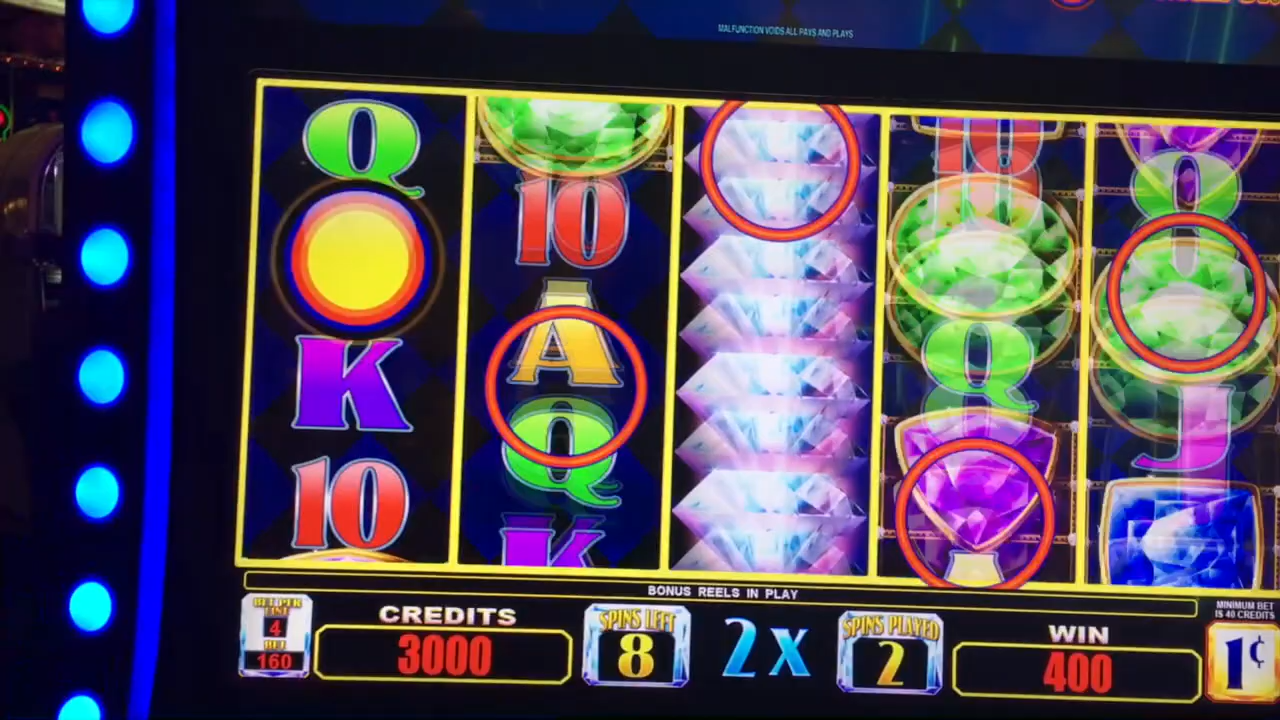 MALFUNCTION VOIDS ALL PAYS AND PLAYS
Q
10
10
Q
A
K
Q
Q
J
10
K
BONUS REELS IN PLAY
BET PER
LINE
4
BET
160
CREDITS
3000
SPINS LEFT
8
2X
SPINS PLAYED
2
WIN
400
MINIMUM BET
IS 40 CREDITS
1¢